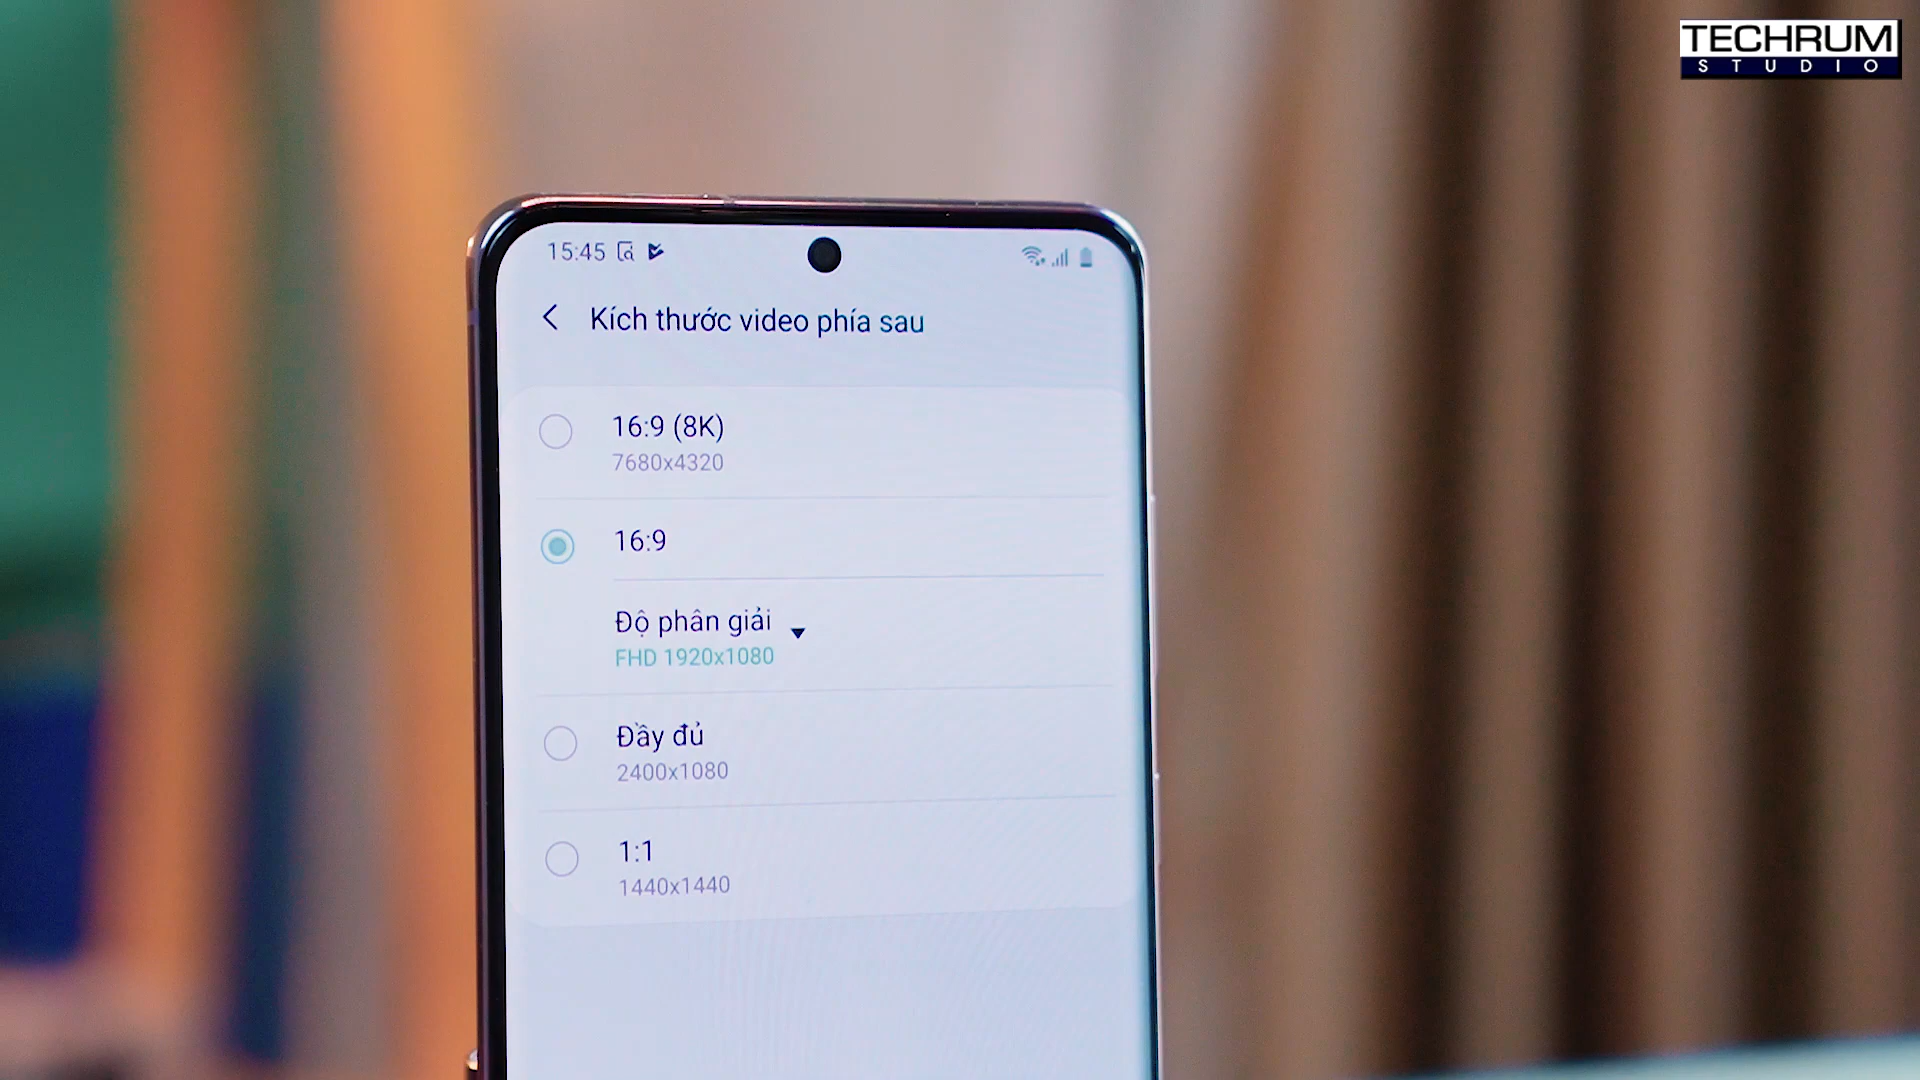 TECHRUM
STUDIO
15:45
Kích thước video phía sau
16:9 (8K)
7680x4320
16:9
Độ phân giải
FHD 1920x1080
Đầy đủ
2400x1080
1:1
1440x1440